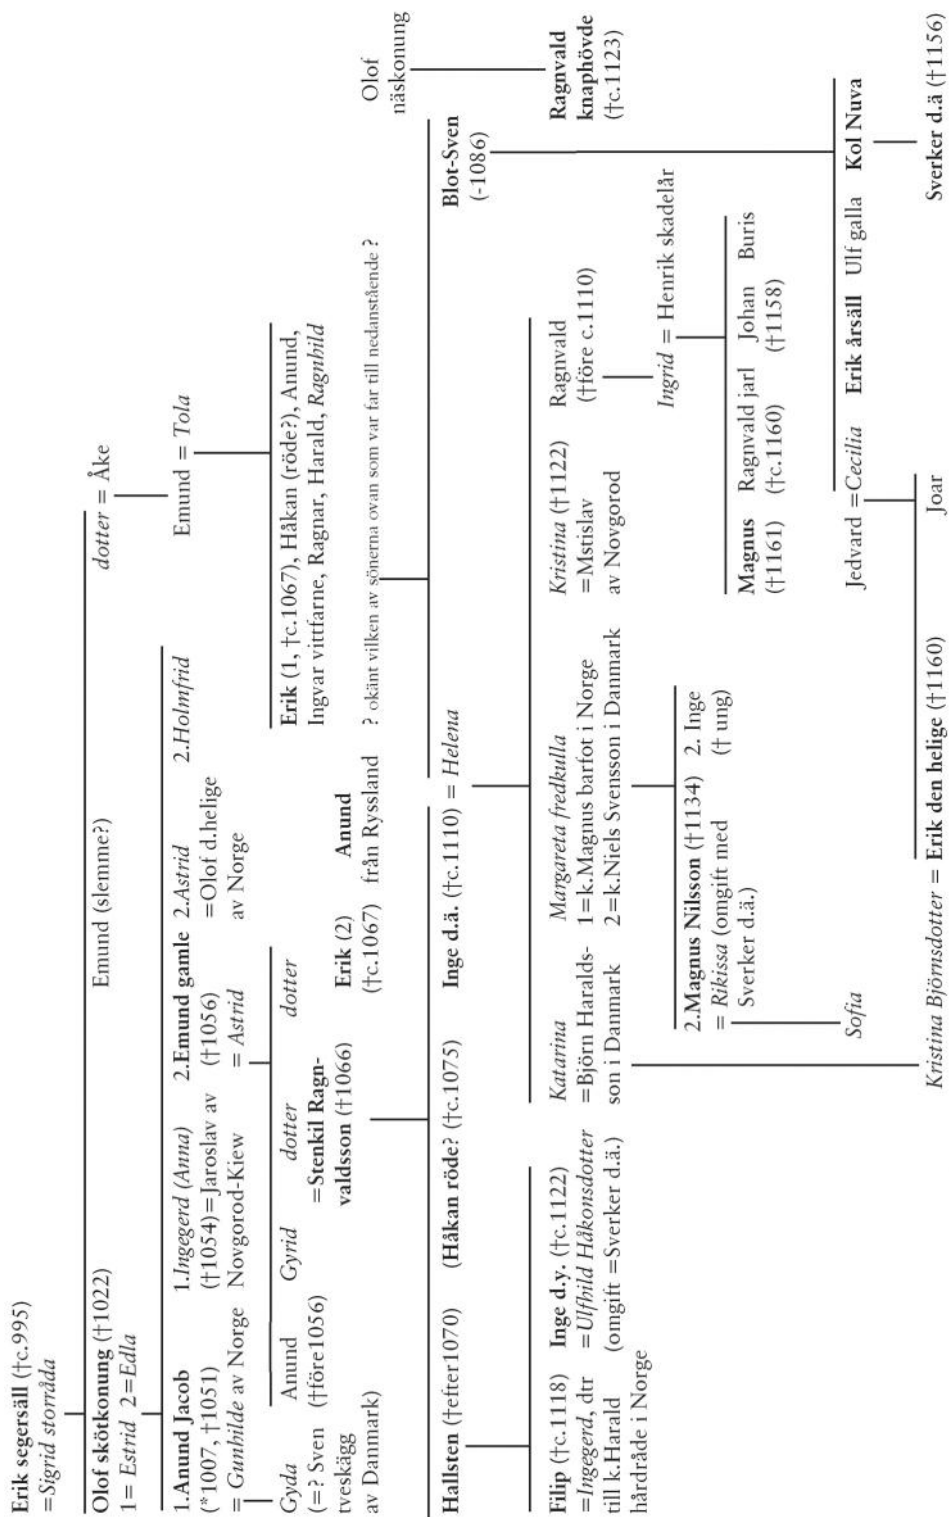 Erik segersäll (†c.995)
=Sigrid storråda
Olof skötkonung (†1022)
1= Estrid 2=Edla
Emund (slemme?)
dotter = Åke
Olof
näskonung
1.Anund Jacob
(*1007, †1051)
= Gunhilde av Norge
1.Ingegerd (Anna)
(†1054)=Jaroslav av
Novgorod-Kiew
2.Emund gamle
(†1056)
= Astrid
2.Astrid
=Olof d.helige
av Norge
2.Holmfrid
Emund = Tola
Gyda
(=? Sven
tveskägg
av Danmark)
Anund
(†före1056)
Gyrid
dotter
=Stenkil Ragn-
valdsson (†1066)
dotter
Erik (1, †c.1067), Håkan (röde?), Anund,
Ingvar vittfarne, Ragnar, Harald, Ragnhild
Erik (2)
(†c.1067)
Anund
från Ryssland
? okänt vilken av sönerna ovan som var far till nedanstående ?
Hallsten (†efter1070)
(Håkan röde? (†c.1075)
Inge d.ä. (†c.1110) = Helena
Blot-Sven
(-1086)
Ragnvald
knaphövde
(†c.1123)
Filip (†c.1118)
=Ingegerd, dtr
till k.Harald
hårdråde i Norge
Inge d.y. (†c.1122)
=Ulfhild Håkonsdotter
(omgift =Sverker d.ä.)
Katarina
=Björn Haralds-
son i Danmark
Margareta fredkulla
1=k.Magnus barfot i Norge
2=k.Niels Svensson i Danmark
Kristina (†1122)
=Mstislav
av Novgorod
Ragnvald
(†före c.1110)
Ingrid = Henrik skadelår
2.Magnus Nilsson (†1134)
= Rikissa (omgift med
Sverker d.ä.)
2. Inge
(† ung)
Magnus
(†1161)
Ragnvald jarl
(†c.1160)
Johan
(†1158)
Buris
Sofia
Jedvard =Cecilia
Erik årsäll
Ulf galla
Kol Nuva
Kristina Björnsdotter = Erik den helige (†1160)
Joar
Sverker d.ä (†1156)